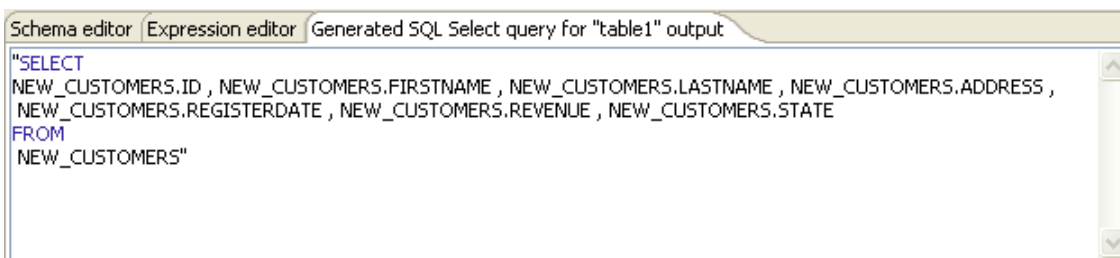 Schema editor Expression editor Generated SQL Select query for "table1" output
"SELECT
NEW_CUSTOMERS.ID , NEW_CUSTOMERS.FIRSTNAME , NEW_CUSTOMERS.LASTNAME , NEW_CUSTOMERS.ADDRESS ,
NEW_CUSTOMERS.REGISTERDATE , NEW_CUSTOMERS.REVENUE , NEW_CUSTOMERS.STATE
FROM
NEW_CUSTOMERS"